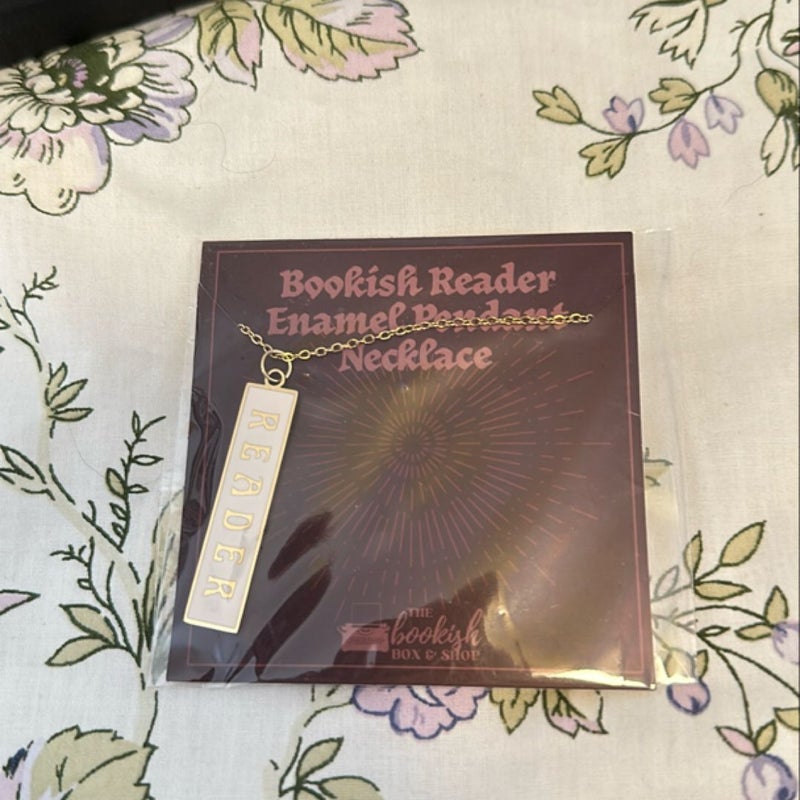 Bookish Reader
Enamel Pendant
Necklace
READER
THE
bookish
BOX & SHOP